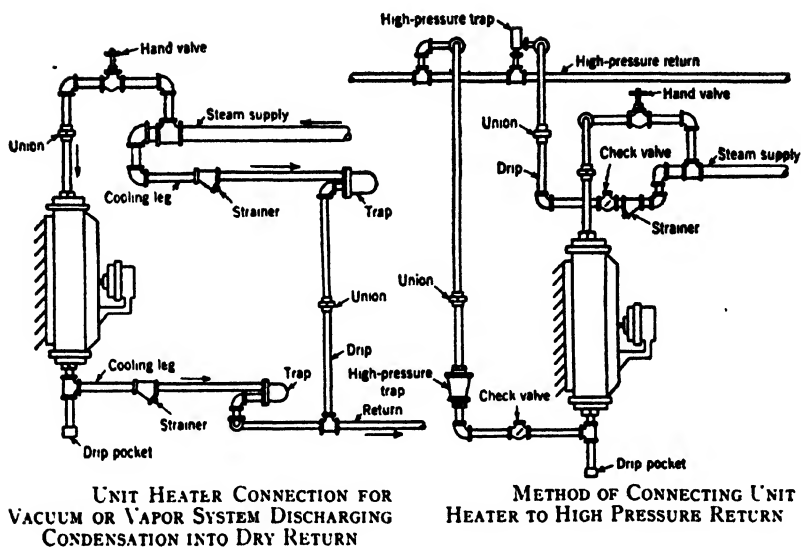 Hand valve
Steam supply
Union
Cooling leg
Strainer
Trap
Union
Drip
Cooling leg
Trap
Strainer
Return
Drip pocket
UNIT HEATER CONNECTION FOR
VACUUM OR VAPOR SYSTEM DISCHARGING
CONDENSATION INTO DRY RETURN
High-pressure trap
High-pressure return
Hand valve
Union
Drip
Check valve
Steam supply
Strainer
Union
High-pressure
trap
Check valve
Drip pocket
METHOD OF CONNECTING UNIT
HEATER TO HIGH PRESSURE RETURN